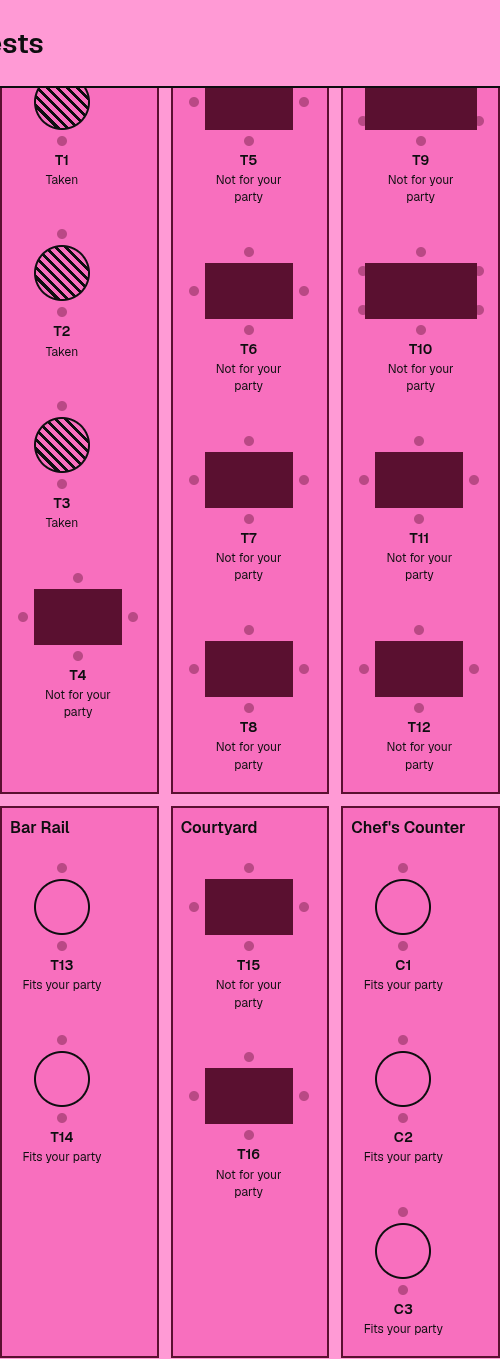 ests
T1
Taken
T2
Taken
T3
Taken
T4
Not for your
party
T5
Not for your
party
T6
Not for your
party
T7
Not for your
party
T8
Not for your
party
T9
Not for your
party
T10
Not for your
party
T11
Not for your
party
T12
Not for your
party
Bar Rail
T13
Fits your party
T14
Fits your party
Courtyard
T15
Not for your
party
T16
Not for your
party
Chef's Counter
C1
Fits your party
C2
Fits your party
C3
Fits your party